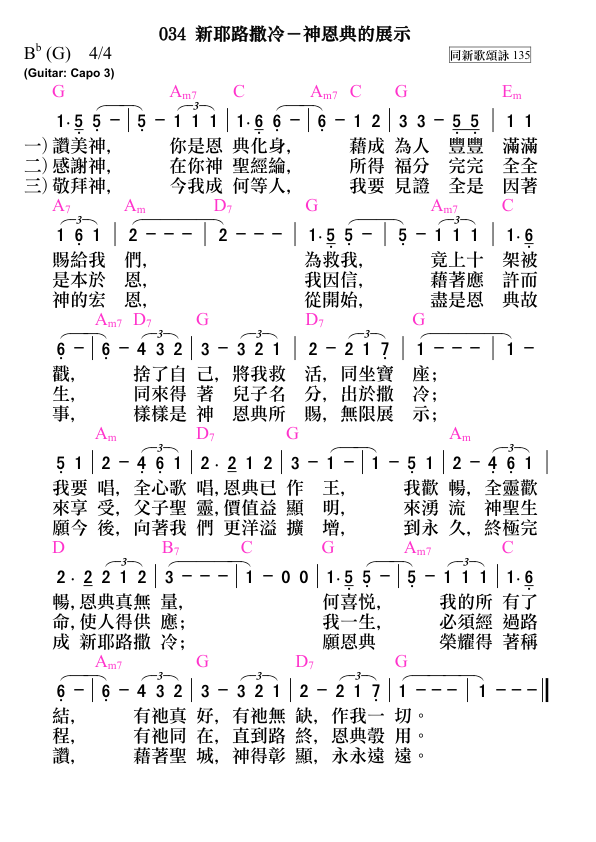 034 新耶路撒冷－神恩典的展示
B♭ (G) 4/4
同新歌頌詠 135
(Guitar: Capo 3)
G Am7 C Am7 C G Em
1· 5 5 － | 5 － 1 1 1 | 1· 6 6 － | 6 － 1 2 | 3 3 － 5 5 | 1 1
一) 讚美神， 你是恩 典化身， 藉成 為人 豐豐 滿滿
二) 感謝神， 在你神 聖經綸， 所得 福分 完完 全全
三) 敬拜神， 今我成 何等人， 我要 見證 全是 因著
A7 Am D7 G Am7 C
1 6 1 | 2 － － － | 2 － － － | 1· 5 5 － | 5 － 1 1 1 | 1· 6
賜給我 們， 為救我， 竟上十 架被
是本於 恩， 我因信， 藉著應 許而
神的宏 恩， 從開始， 盡是恩 典故
Am7 D7 G D7 G
6 － | 6 － 4 3 2 | 3 － 3 2 1 | 2 － 2 1 7 | 1 － － － | 1 －
戳， 捨了自 己，將我救 活，同坐寶 座；
生， 同來得 著 兒子名 分，出於撒 冷；
事， 樣樣是 神 恩典所 賜，無限展 示；
Am D7 G Am
5 1 | 2 － 4 6 1 | 2· 2 1 2 | 3 － 1 － | 1 － 5 1 | 2 － 4 6 1 |
我要 唱，全心歌 唱，恩典已 作 王， 我歡 暢，全靈歡
來享 受，父子聖 靈，價值益 顯 明， 來湧 流 神聖生
願今 後，向著我 們 更洋溢 擴 增， 到永 久，終極完
D B7 C G Am7 C
2· 2 2 1 2 | 3 － － － | 1 － 0 0 | 1· 5 5 － | 5 － 1 1 1 | 1· 6
暢，恩典真無 量， 何喜悅， 我的所 有了
命，使人得供 應； 我一生， 必須經 過路
成 新耶路撒 冷； 願恩典 榮耀得 著稱
Am7 G D7 G
6 － | 6 － 4 3 2 | 3 － 3 2 1 | 2 － 2 1 7 | 1 － － － | 1 － － ‖
結， 有祂真 好，有祂無 缺，作我一 切。
程， 有祂同 在，直到路 終，恩典彀 用。
讚， 藉著聖 城，神得彰 顯，永永遠 遠。